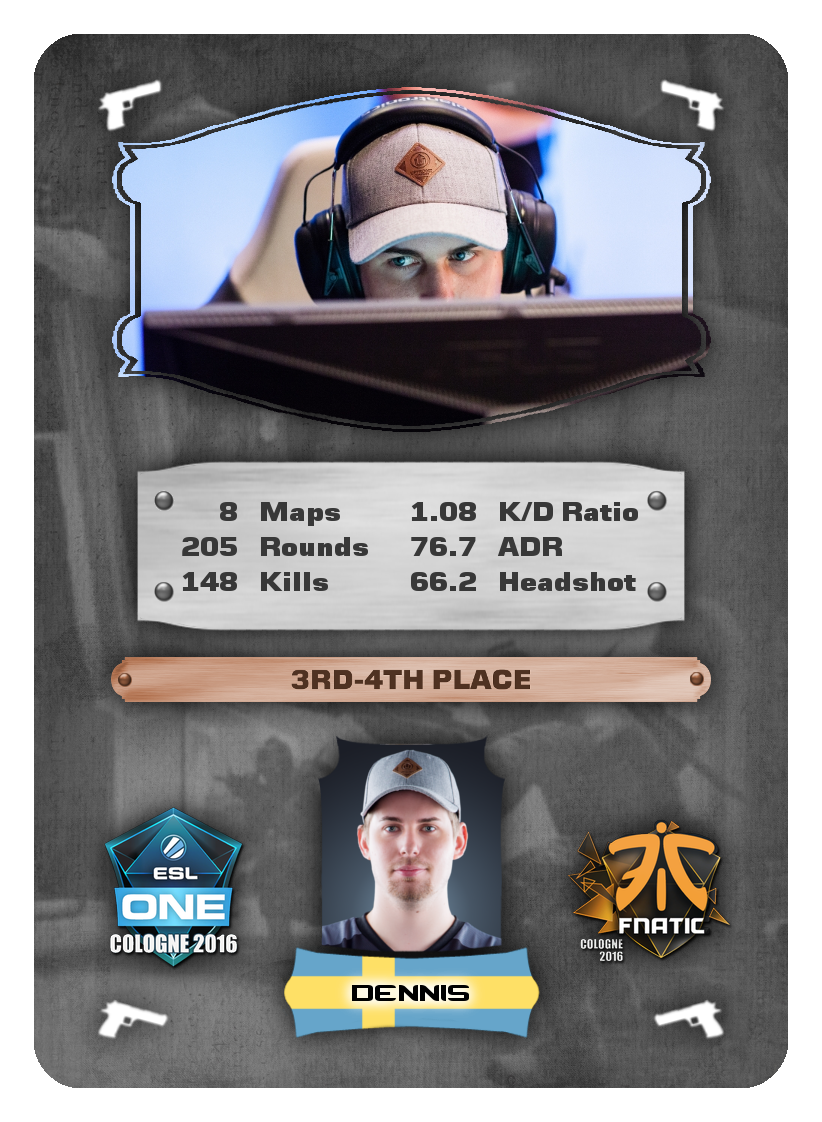 8 Maps 1.08 K/D Ratio
205 Rounds 76.7 ADR
148 Kills 66.2 Headshot
3RD-4TH PLACE
ESL
ONE
COLOGNE 2016
FNATIC
COLOGNE
2016
DENNIS